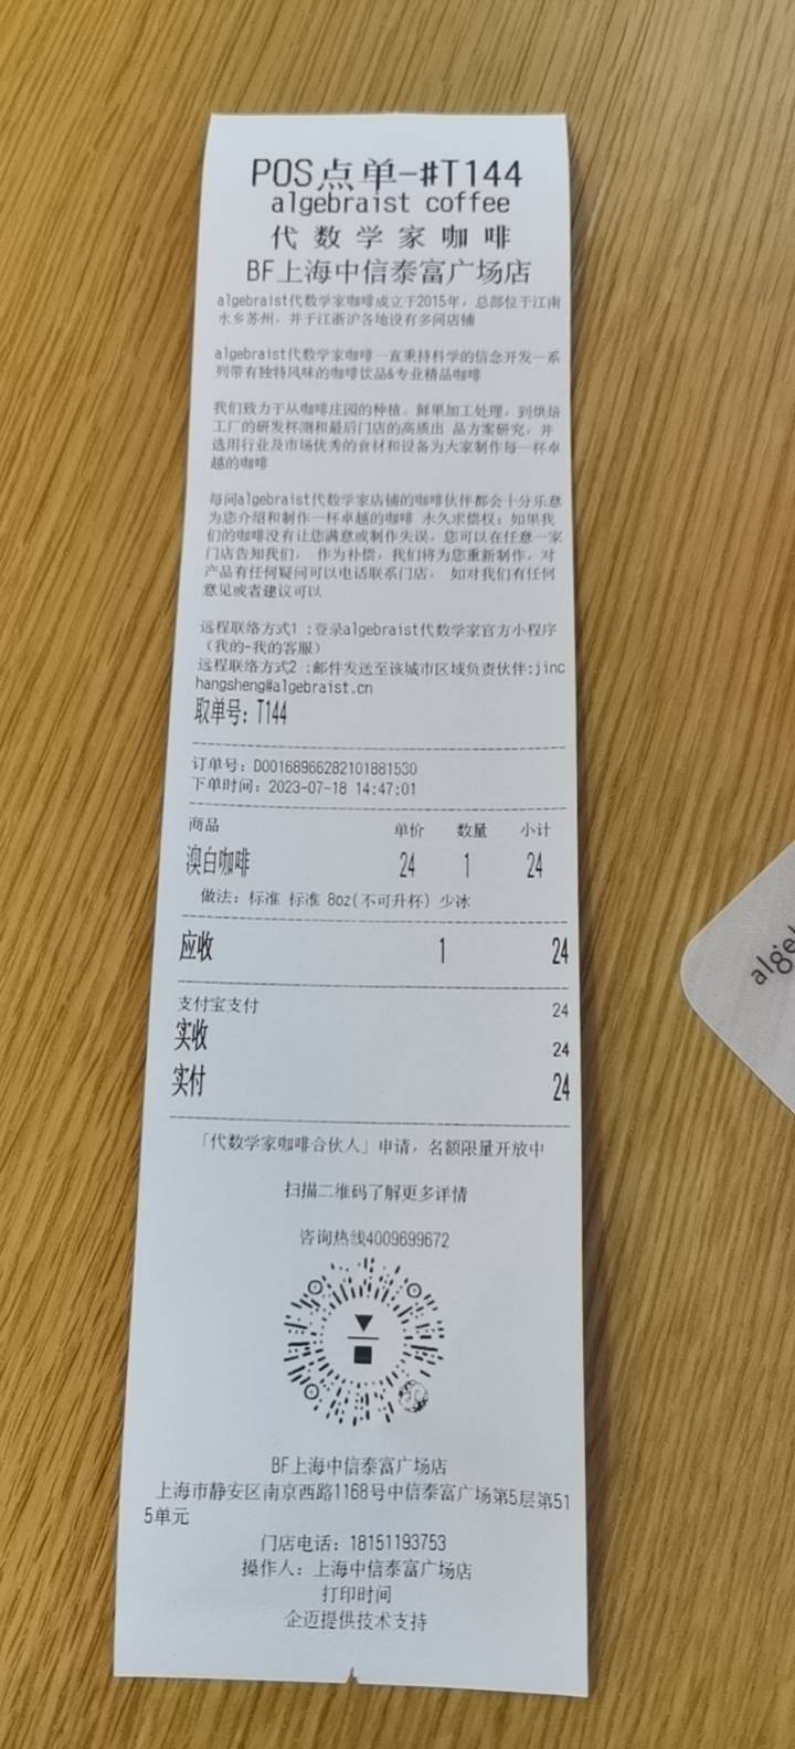 POS点单-#T144
algebraist coffee
代数学家咖啡
BF上海中信泰富广场店
algebraist代数学家咖啡成立于2015年，总部位于江南
水乡苏州，并于江浙沪各地设有多间店铺
algebraist代数学家咖啡一直秉持科学的信念开发一系
列带有独特风味的咖啡饮品&专业精品咖啡
我们致力于从咖啡庄园的种植、鲜果加工处理，到烘焙
工厂的研发杯测和最后门店的高质出 品方案研究，并
选用行业及市场优秀的食材和设备为大家制作每一杯卓
越的咖啡
每间algebraist代数学家店铺的咖啡伙伴都会十分乐意
为您介绍和制作一杯卓越的咖啡 永久求偿权：如果我
们的咖啡没有让您满意或制作失误，您可以在任意一家
门店告知我们， 作为补偿，我们将为您重新制作，对
产品有任何疑问可以电话联系门店。 如对我们有任何
意见或者建议可以
远程联络方式1 :登录algebraist代数学家官方小程序
（我的-我的客服）
远程联络方式2 :邮件发送至该城市区域负责伙伴:jinc
hangsheng@algebraist.cn
取单号：T144
订单号：D00168966282101881530
下单时间：2023-07-18 14:47:01
商品 单价 数量 小计
澳白咖啡 24 1 24
做法：标准 标准 8oz(不可升杯) 少冰
应收 1 24
支付宝支付 24
实收 24
实付 24
「代数学家咖啡合伙人」申请，名额限量开放中
扫描二维码了解更多详情
咨询热线4009699672
BF上海中信泰富广场店
上海市静安区南京西路1168号中信泰富广场第5层第51
5单元
门店电话：18151193753
操作人：上海中信泰富广场店
打印时间
企迈提供技术支持